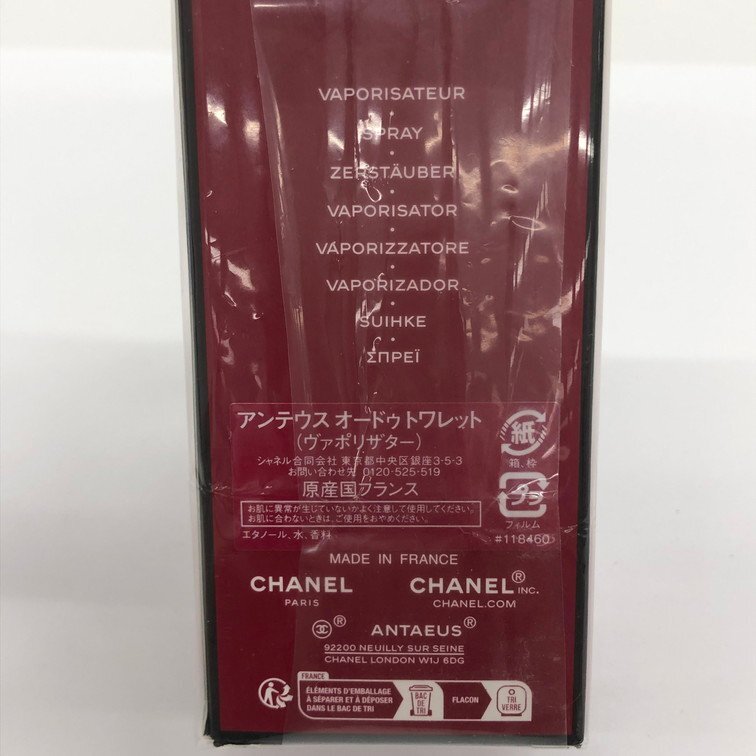 VAPORISATEUR
SPRAY
ZERSTÄUBER
VAPORISATOR
VAPORIZZATORE
VAPORIZADOR
SUIHKE
ΣΠΡΕΪ
アンテウス オードゥ トワレット
(ヴァポリザター)
シャネル合同会社 東京都中央区銀座3-5-3
お問い合わせ先 0120-525-519
原産国フランス
お肌に異常が生じていないかよく注意して使用してください。
お肌に合わないときは、ご使用をおやめください。
エタノール、水、香料
紙
箱、枠
プラ
フィルム
#118460
MADE IN FRANCE
CHANEL
PARIS
CHANEL® INC.
CHANEL.COM
®
ANTAEUS®
92200 NEUILLY SUR SEINE
CHANEL LONDON W1J 6DG
FRANCE
ÉLÉMENTS D'EMBALLAGE
À SÉPARER ET À DÉPOSER
DANS LE BAC DE TRI
BAC
DE
TRI
FLACON
TRI
VERRE